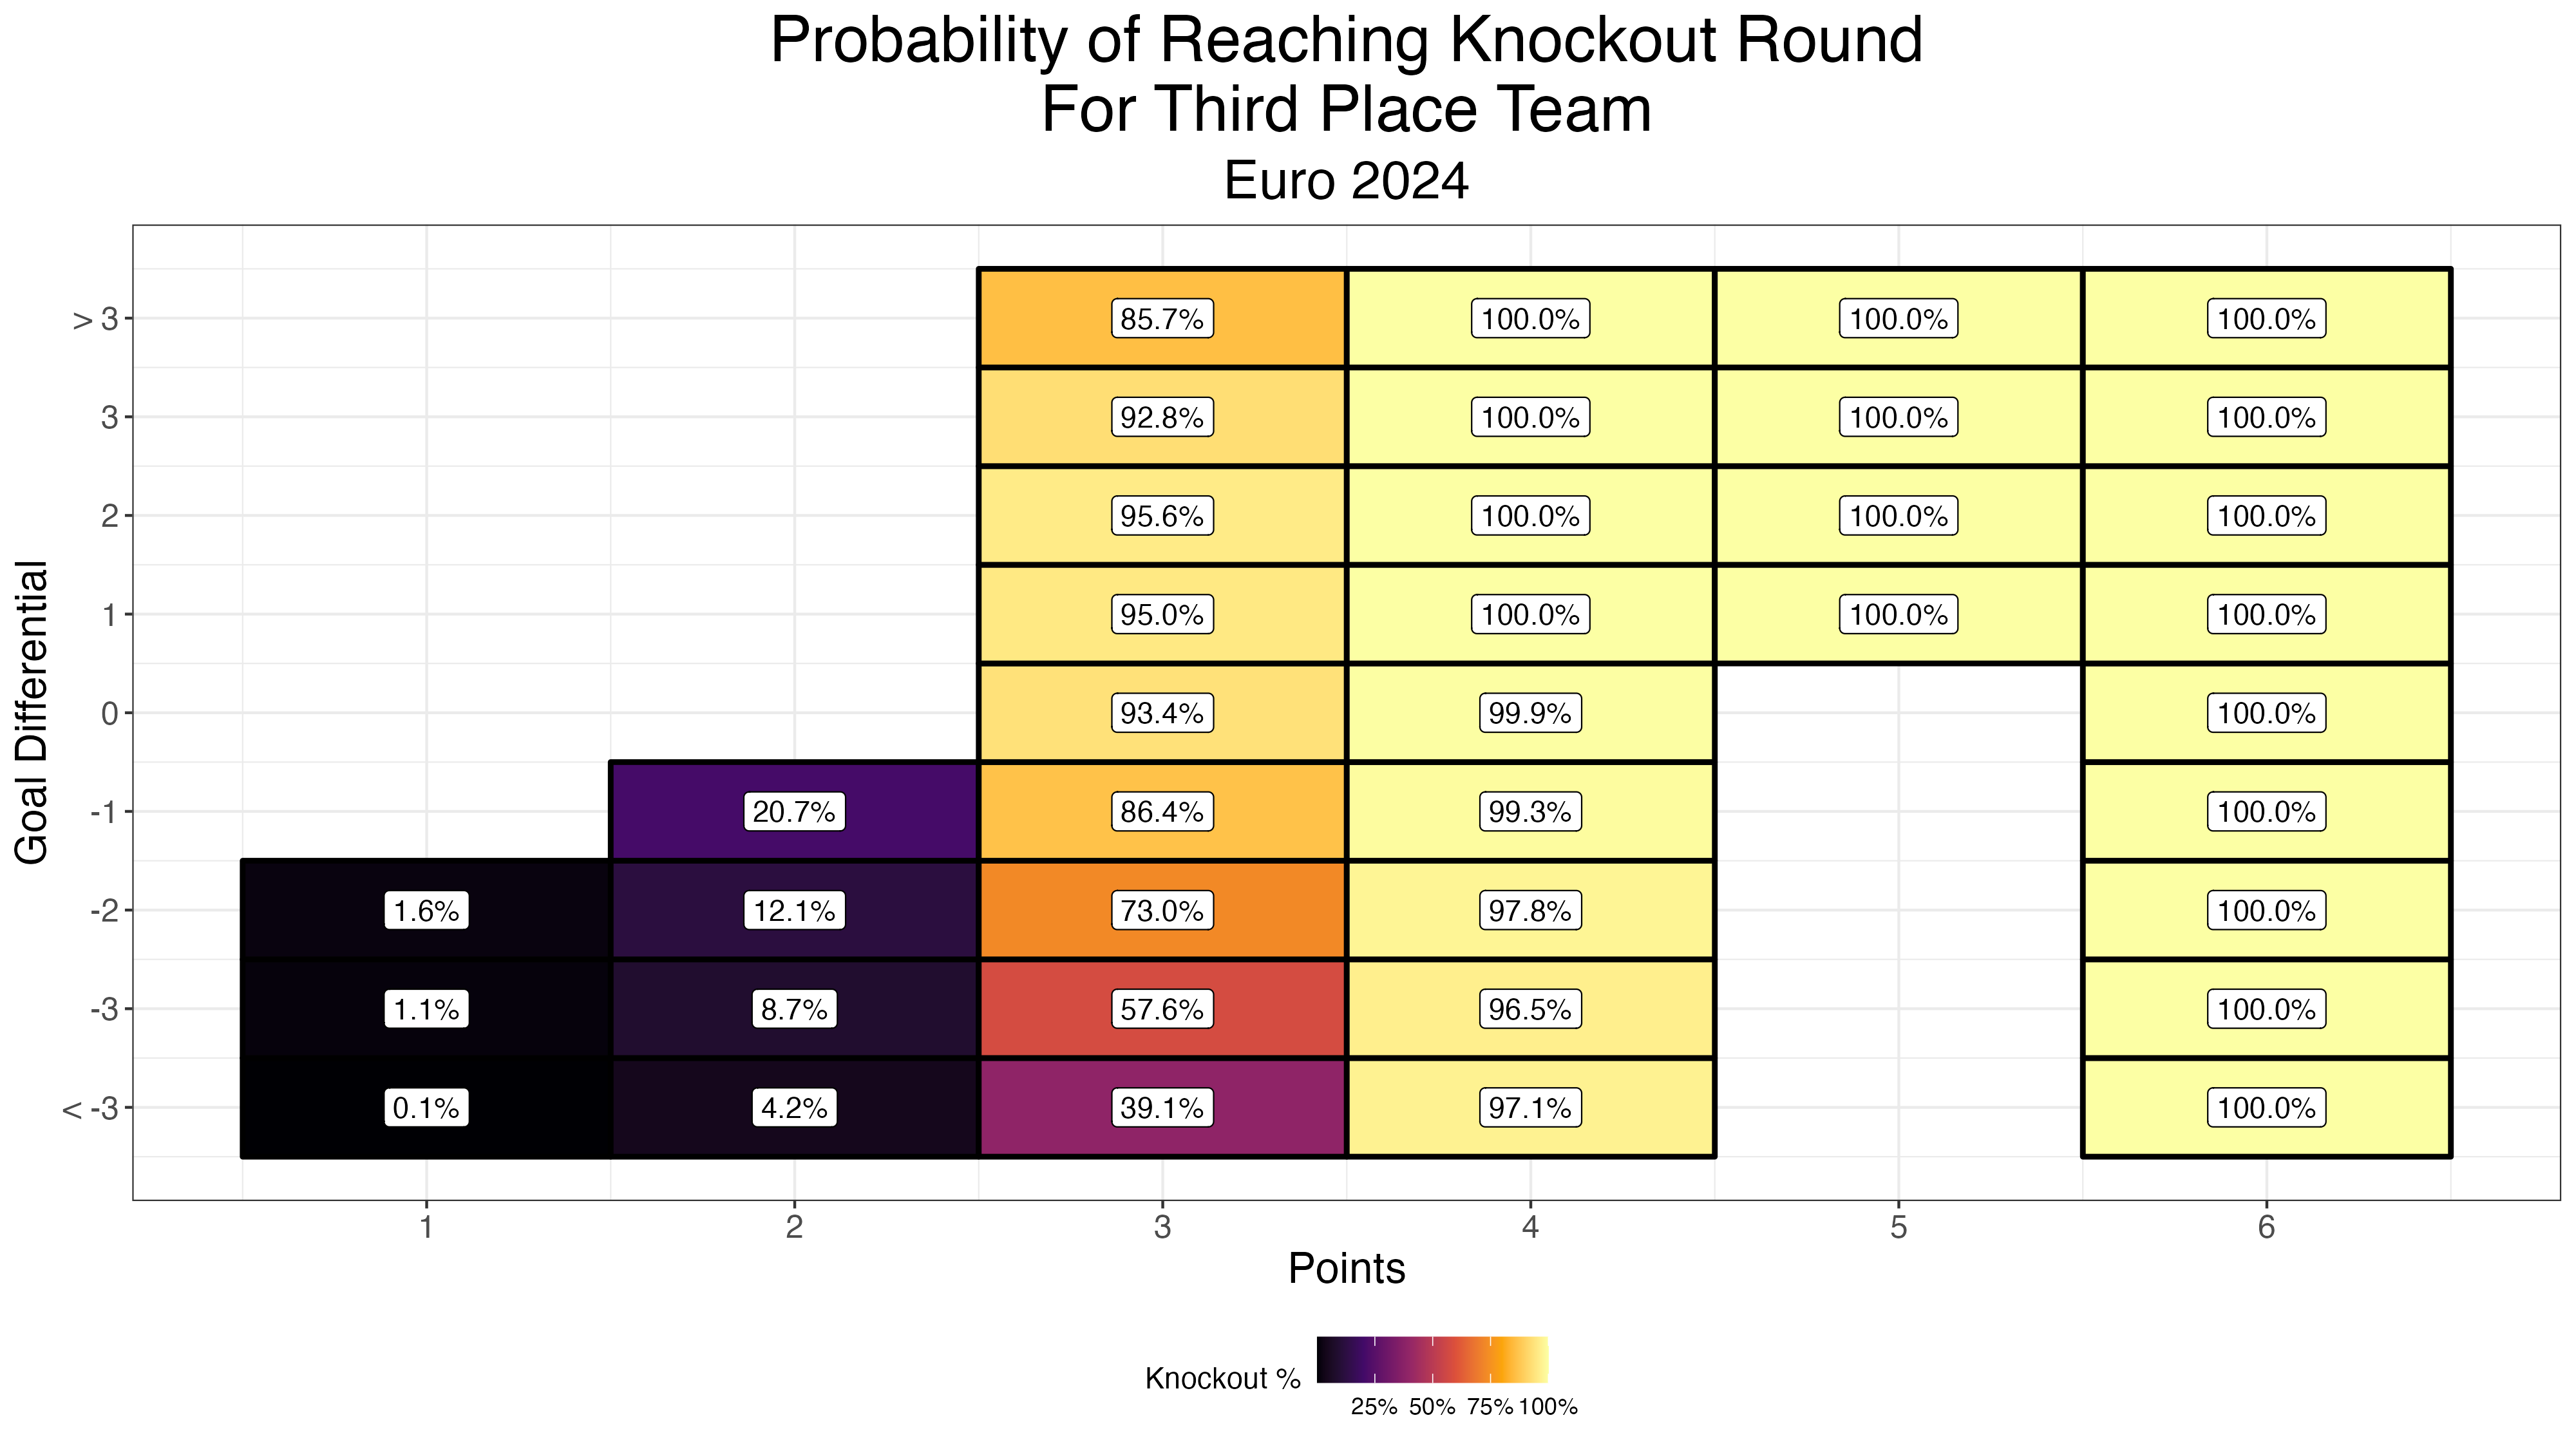 Probability of Reaching Knockout Round
For Third Place Team
Euro 2024
Goal Differential
> 3 85.7% 100.0% 100.0% 100.0%
3 92.8% 100.0% 100.0% 100.0%
2 95.6% 100.0% 100.0% 100.0%
1 95.0% 100.0% 100.0% 100.0%
0 93.4% 99.9% 100.0%
-1 20.7% 86.4% 99.3% 100.0%
-2 1.6% 12.1% 73.0% 97.8% 100.0%
-3 1.1% 8.7% 57.6% 96.5% 100.0%
< -3 0.1% 4.2% 39.1% 97.1% 100.0%
1 2 3 4 5 6
Points
Knockout %
25% 50% 75% 100%